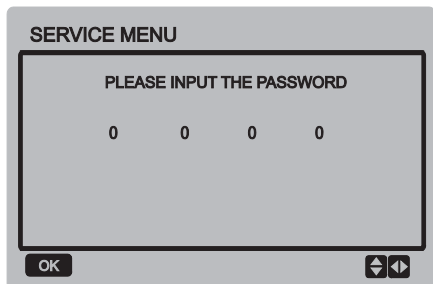 SERVICE MENU
PLEASE INPUT THE PASSWORD
0 0 0 0
OK